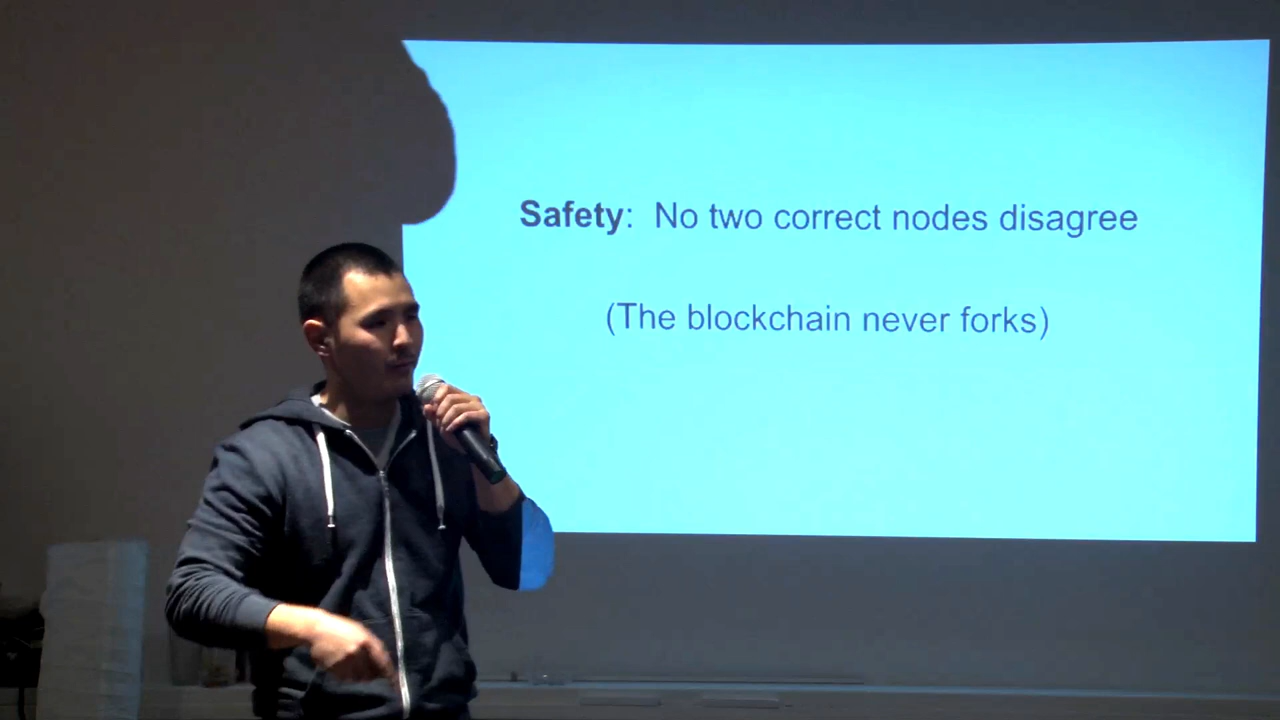 Safety: No two correct nodes disagree
(The blockchain never forks)